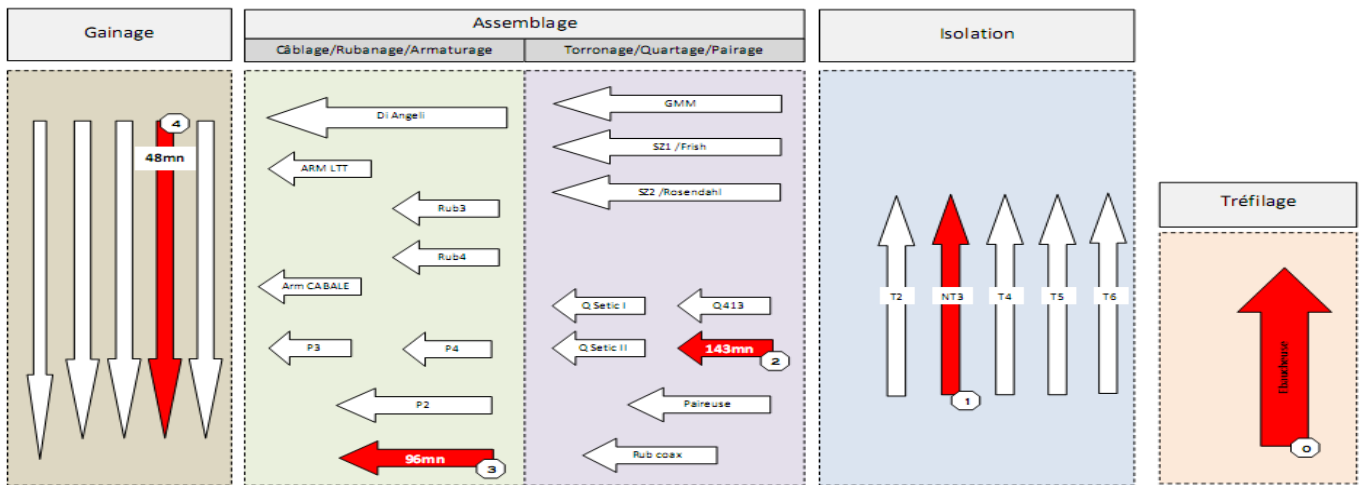 Gainage
Assemblage
Câblage/Rubanage/Armaturage
Torronage/Quartage/Pairage
Isolation
Tréfilage
4
48mn
Di Angeli
ARM LTT
Rub3
Rub4
Arm CABALE
P3
P4
P2
96mn
3
GMM
SZ1 /Frish
SZ2 /Rosendahl
Q Setic I
Q413
Q Setic II
143mn
2
Paireuse
Rub coax
T2
NT3
T4
T5
T6
1
Ebaucheuse
0